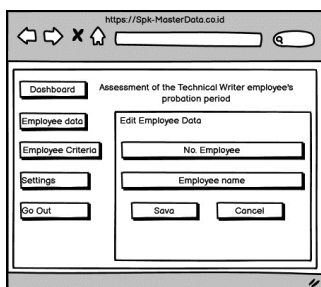 https://Spk-MasterData.co.id
Dashboard
Employee data
Employee Criteria
Settings
Go Out
Assessment of the Technical Writer employee's
probation period
Edit Employee Data
No. Employee
Employee name
Sava
Cancel